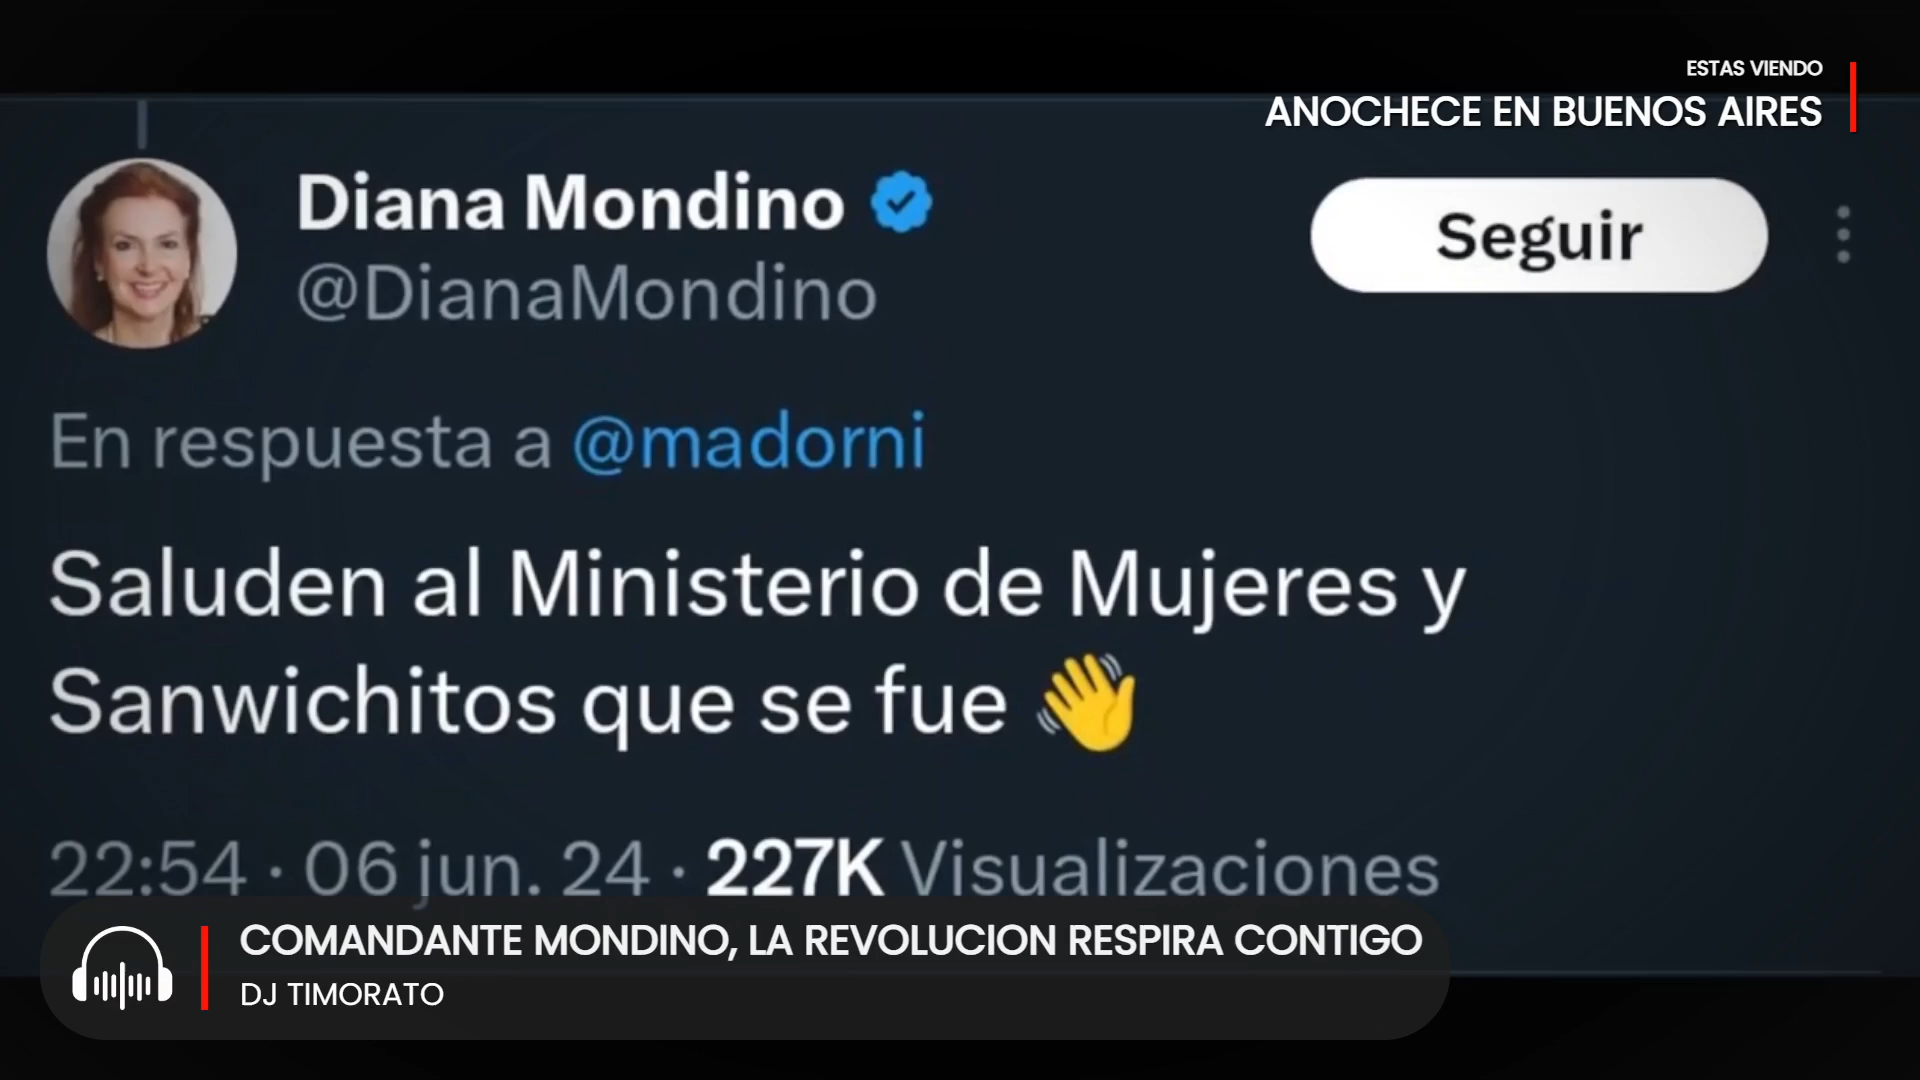 ESTAS VIENDO
ANOCHECE EN BUENOS AIRES
Diana Mondino
@DianaMondino
Seguir
En respuesta a @madorni
Saluden al Ministerio de Mujeres y
Sanwichitos que se fue 👋
22:54 · 06 jun. 24 · 227K Visualizaciones
COMANDANTE MONDINO, LA REVOLUCION RESPIRA CONTIGO
DJ TIMORATO